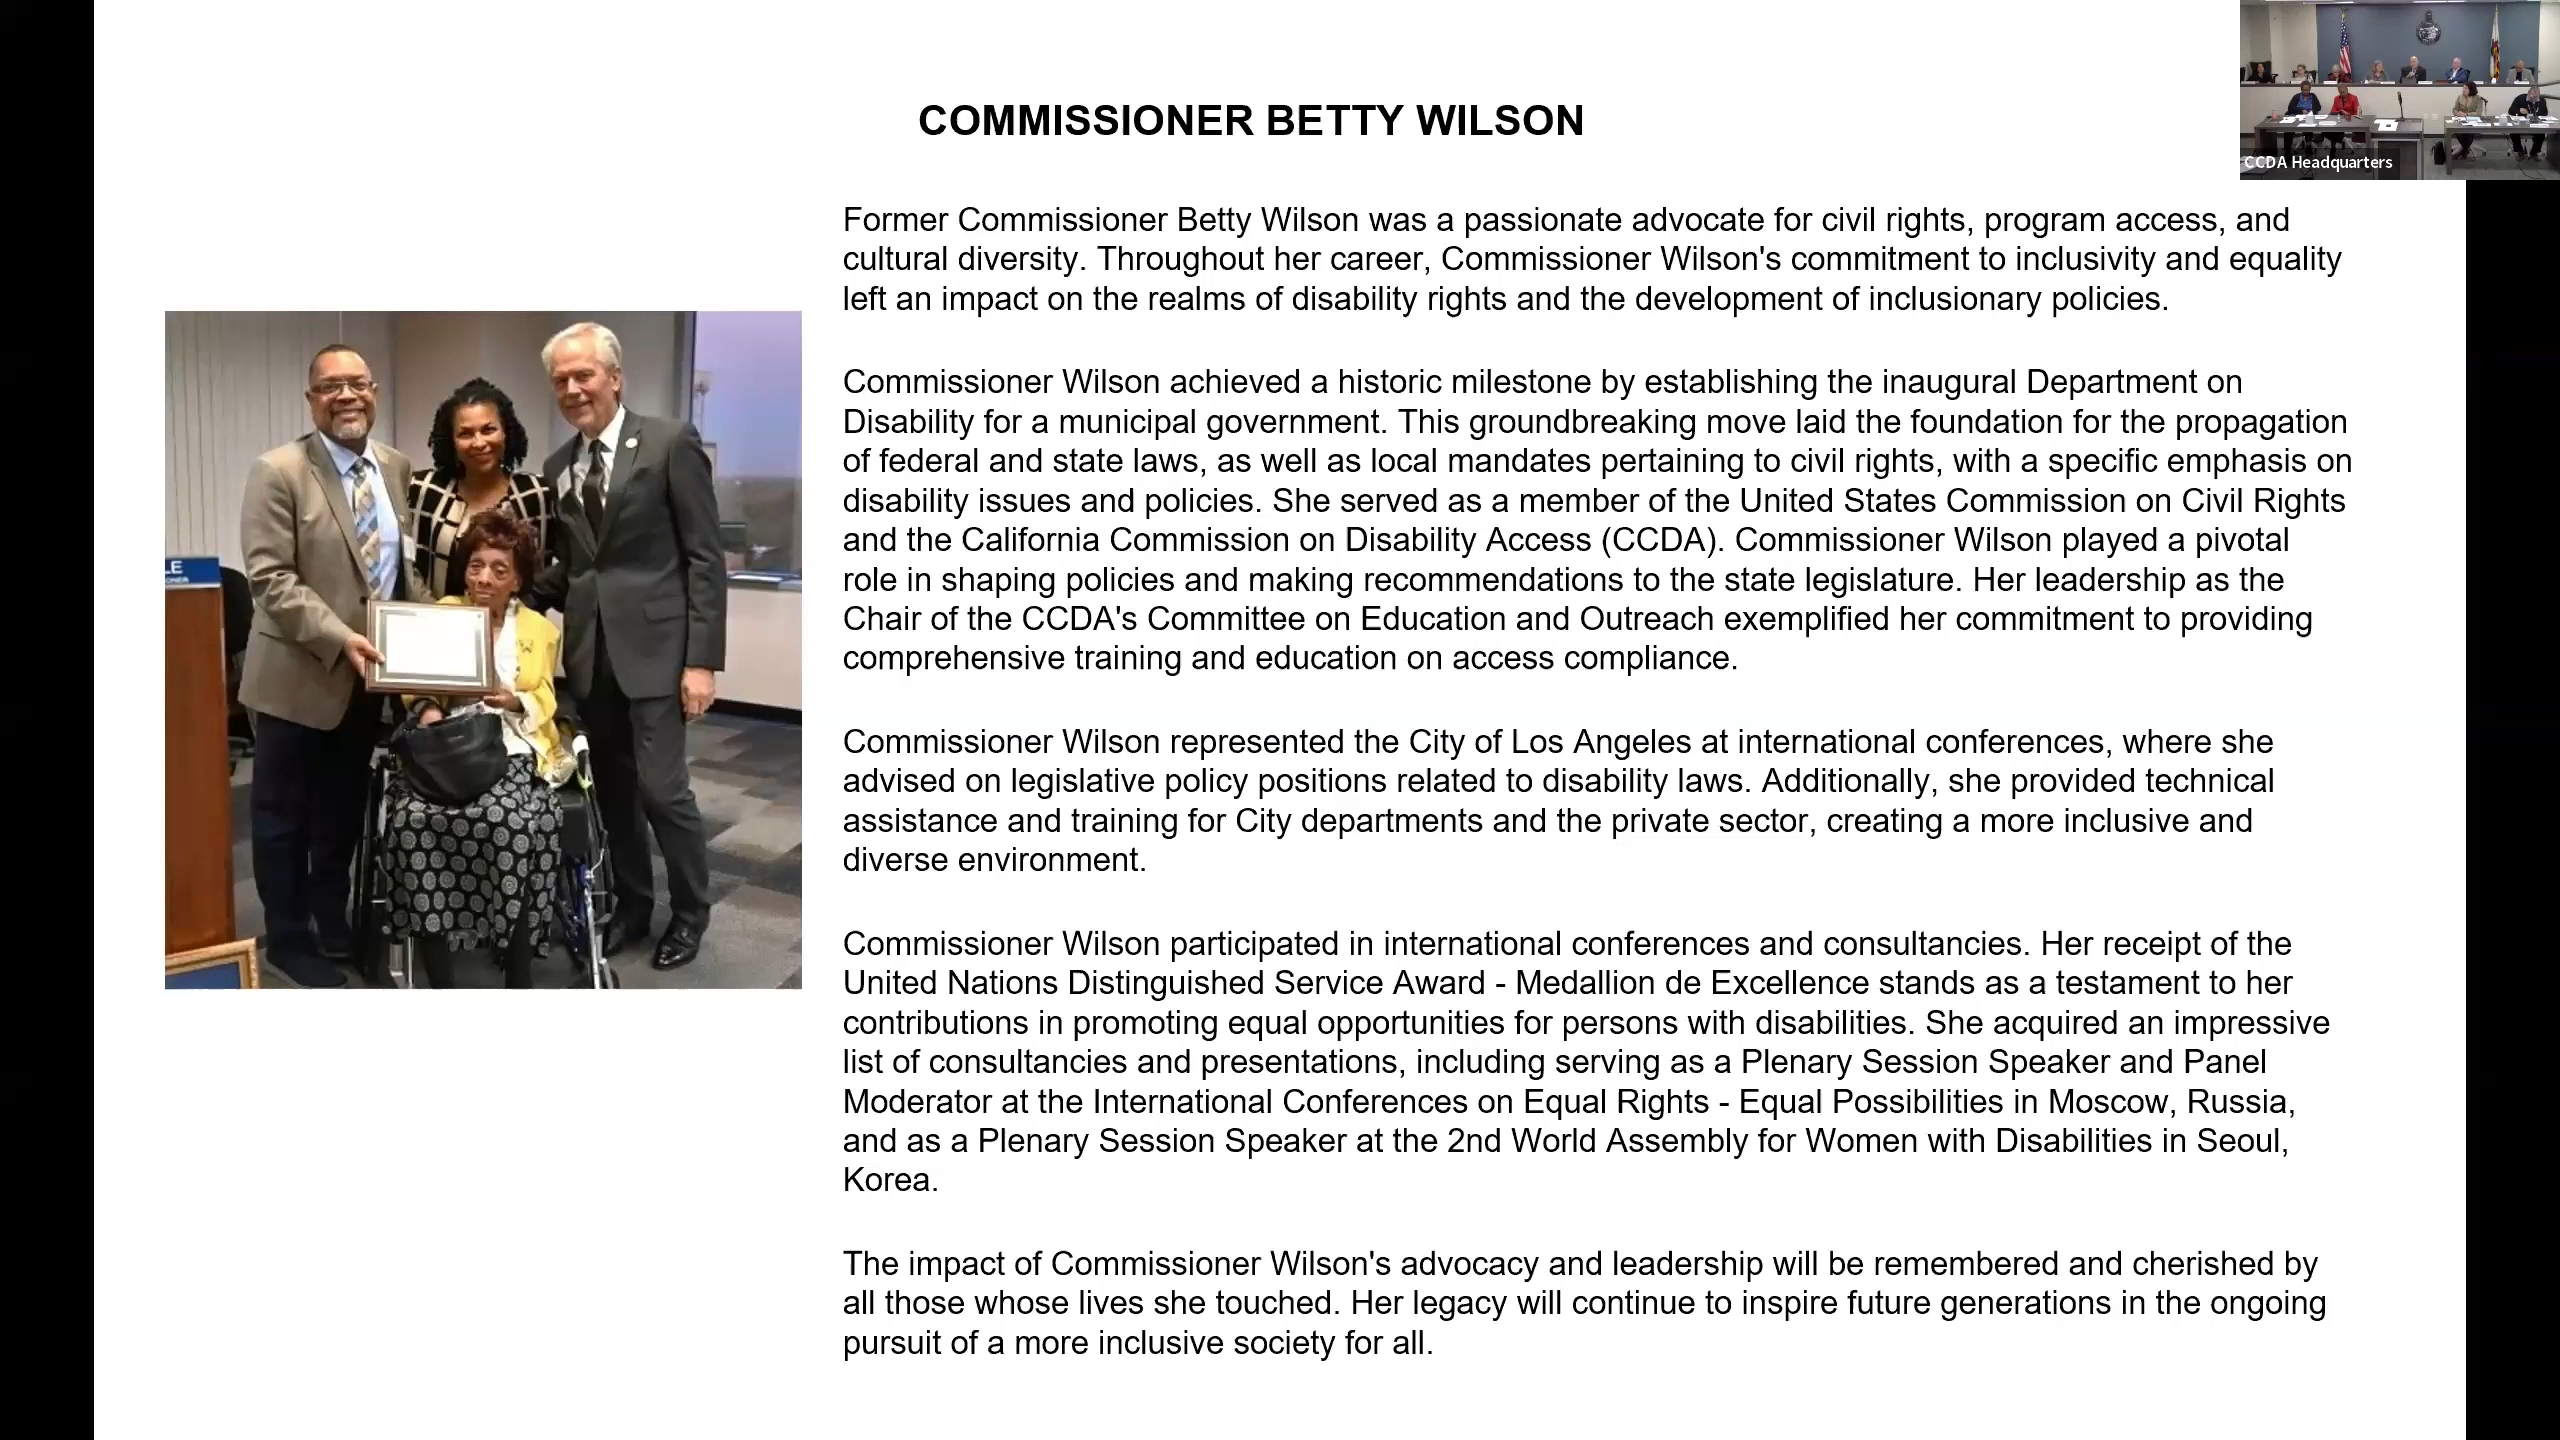 COMMISSIONER BETTY WILSON
CCDA Headquarters
Former Commissioner Betty Wilson was a passionate advocate for civil rights, program access, and
cultural diversity. Throughout her career, Commissioner Wilson's commitment to inclusivity and equality
left an impact on the realms of disability rights and the development of inclusionary policies.
Commissioner Wilson achieved a historic milestone by establishing the inaugural Department on
Disability for a municipal government. This groundbreaking move laid the foundation for the propagation
of federal and state laws, as well as local mandates pertaining to civil rights, with a specific emphasis on
disability issues and policies. She served as a member of the United States Commission on Civil Rights
and the California Commission on Disability Access (CCDA). Commissioner Wilson played a pivotal
role in shaping policies and making recommendations to the state legislature. Her leadership as the
Chair of the CCDA's Committee on Education and Outreach exemplified her commitment to providing
comprehensive training and education on access compliance.
Commissioner Wilson represented the City of Los Angeles at international conferences, where she
advised on legislative policy positions related to disability laws. Additionally, she provided technical
assistance and training for City departments and the private sector, creating a more inclusive and
diverse environment.
Commissioner Wilson participated in international conferences and consultancies. Her receipt of the
United Nations Distinguished Service Award - Medallion de Excellence stands as a testament to her
contributions in promoting equal opportunities for persons with disabilities. She acquired an impressive
list of consultancies and presentations, including serving as a Plenary Session Speaker and Panel
Moderator at the International Conferences on Equal Rights - Equal Possibilities in Moscow, Russia,
and as a Plenary Session Speaker at the 2nd World Assembly for Women with Disabilities in Seoul,
Korea.
The impact of Commissioner Wilson's advocacy and leadership will be remembered and cherished by
all those whose lives she touched. Her legacy will continue to inspire future generations in the ongoing
pursuit of a more inclusive society for all.